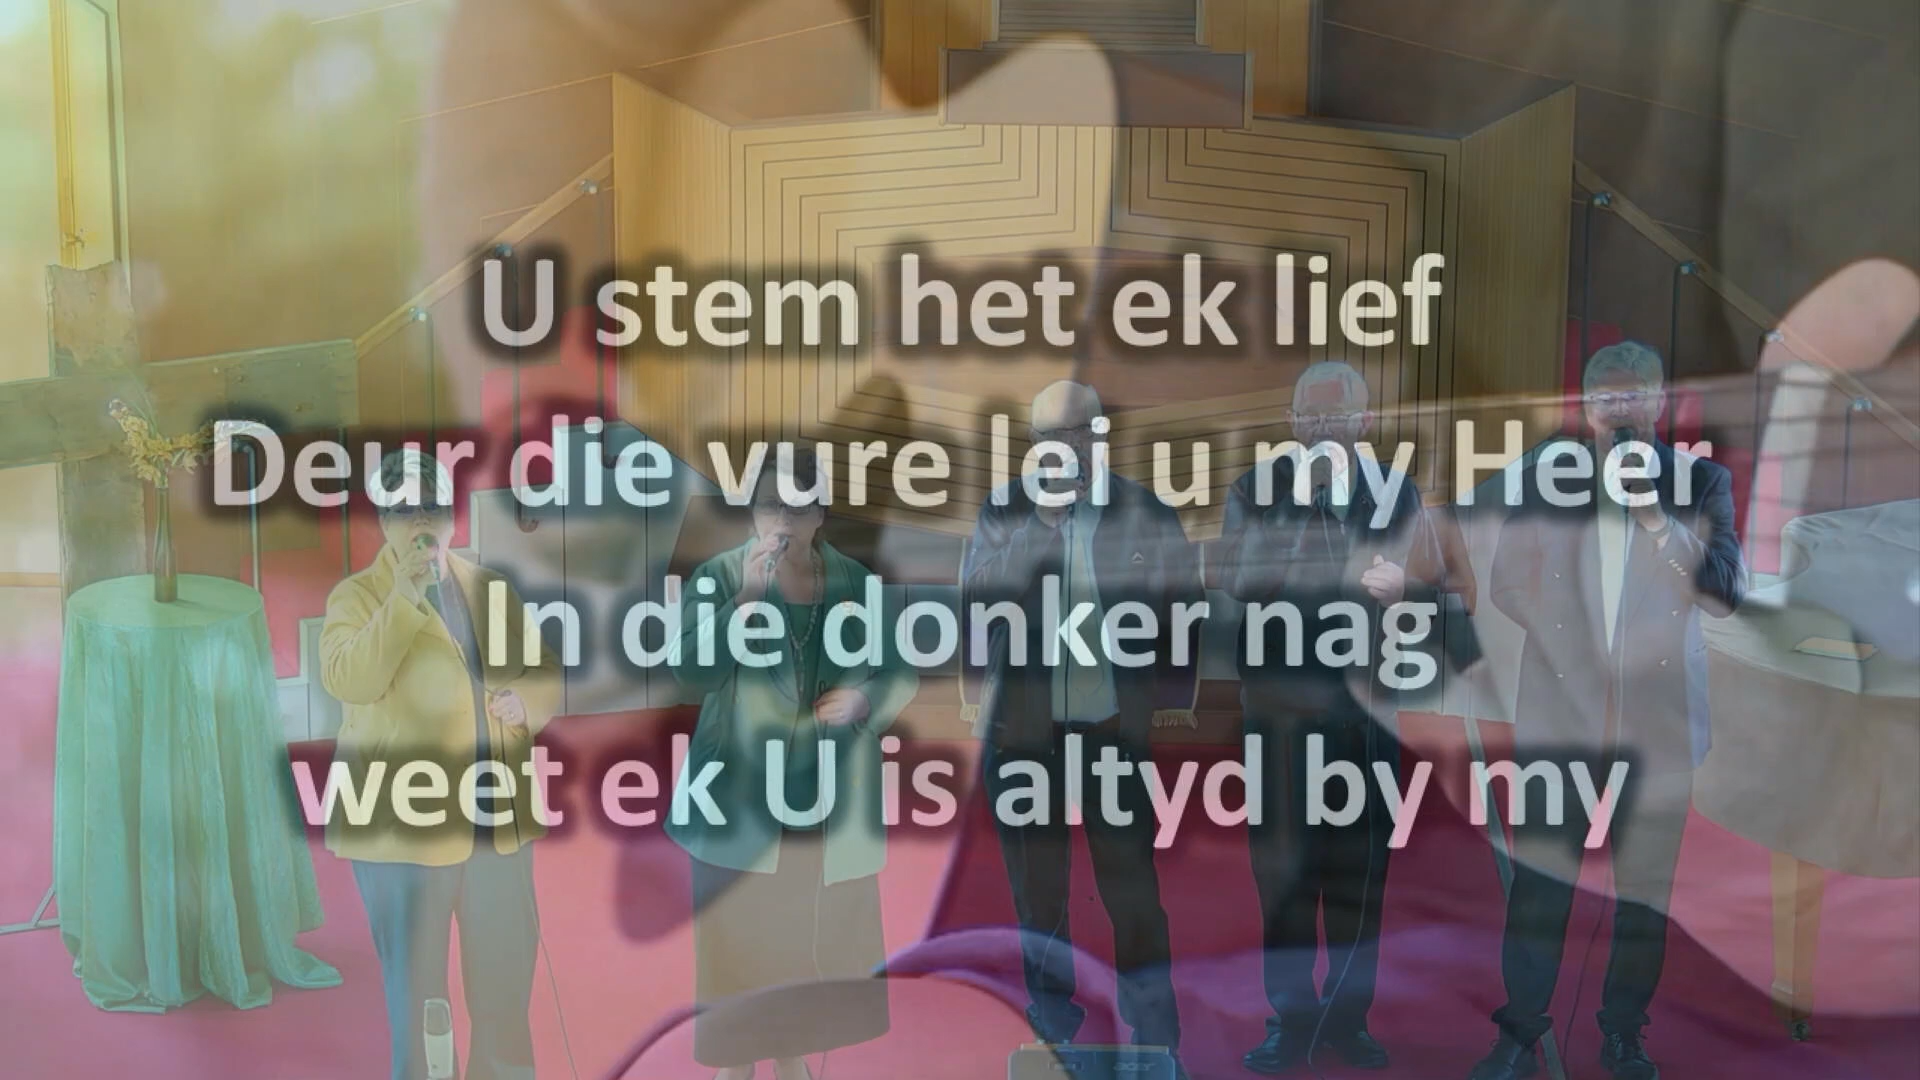 U stem het ek lief
Deur die vure lei u my Heer
In die donker nag
weet ek U is altyd by my
acer